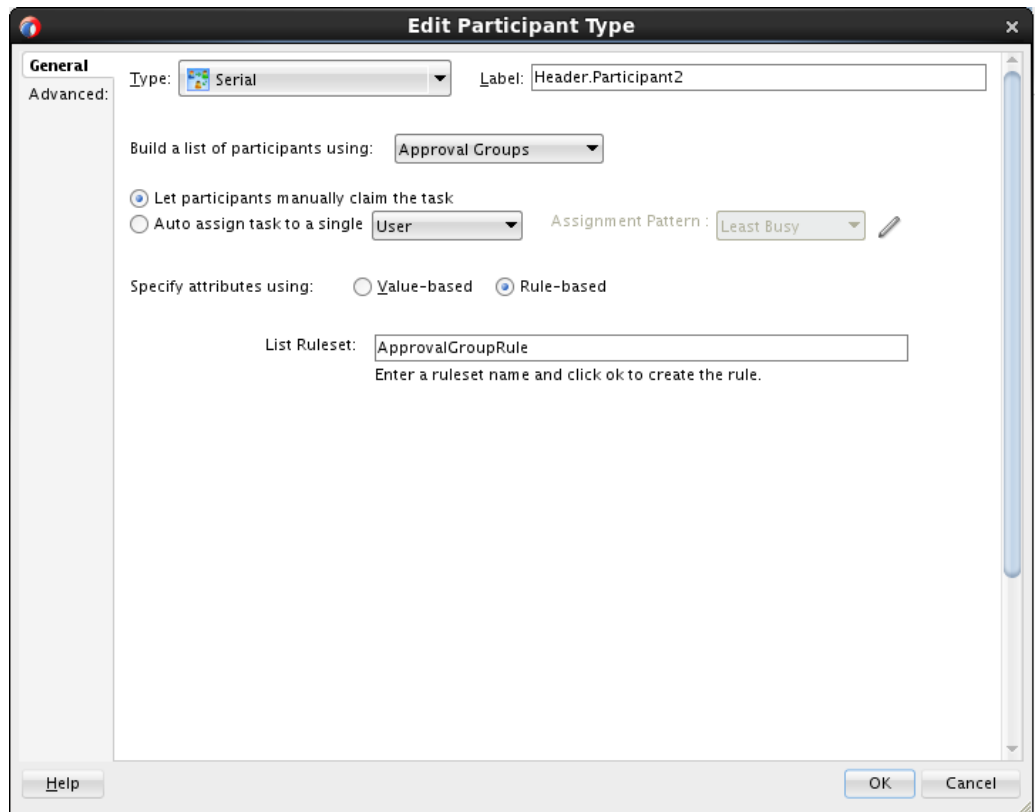 Edit Participant Type
General
Advanced:
Type: Serial Label: Header.Participant2
Build a list of participants using: Approval Groups
Let participants manually claim the task
Auto assign task to a single User Assignment Pattern : Least Busy
Specify attributes using: Value-based Rule-based
List Ruleset: ApprovalGroupRule
Enter a ruleset name and click ok to create the rule.
Help OK Cancel